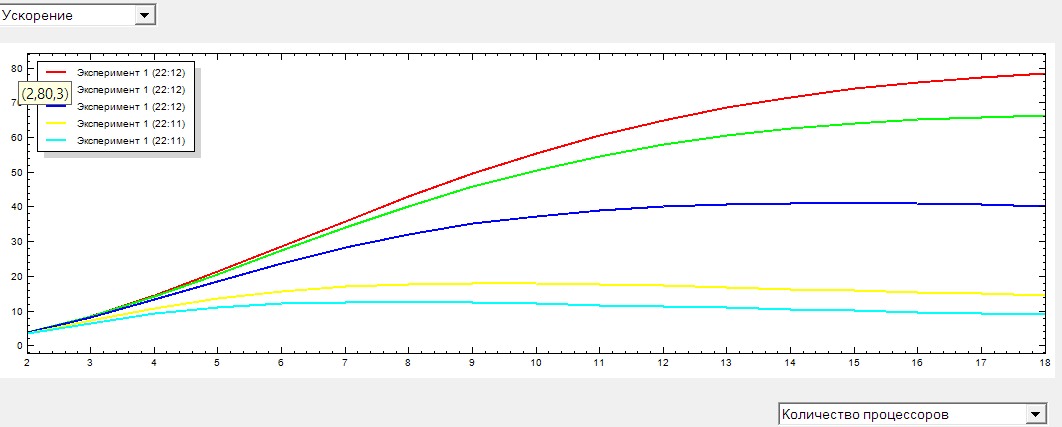 Ускорение
80
Эксперимент 1 (22:12)
(2,80,3)
Эксперимент 1 (22:12)
7
Эксперимент 1 (22:12)
Эксперимент 1 (22:11)
60
Эксперимент 1 (22:11)
50
40
30
20
10
0
2 3 4 5 6 7 8 9 10 11 12 13 14 15 16 17 18
Количество процессоров